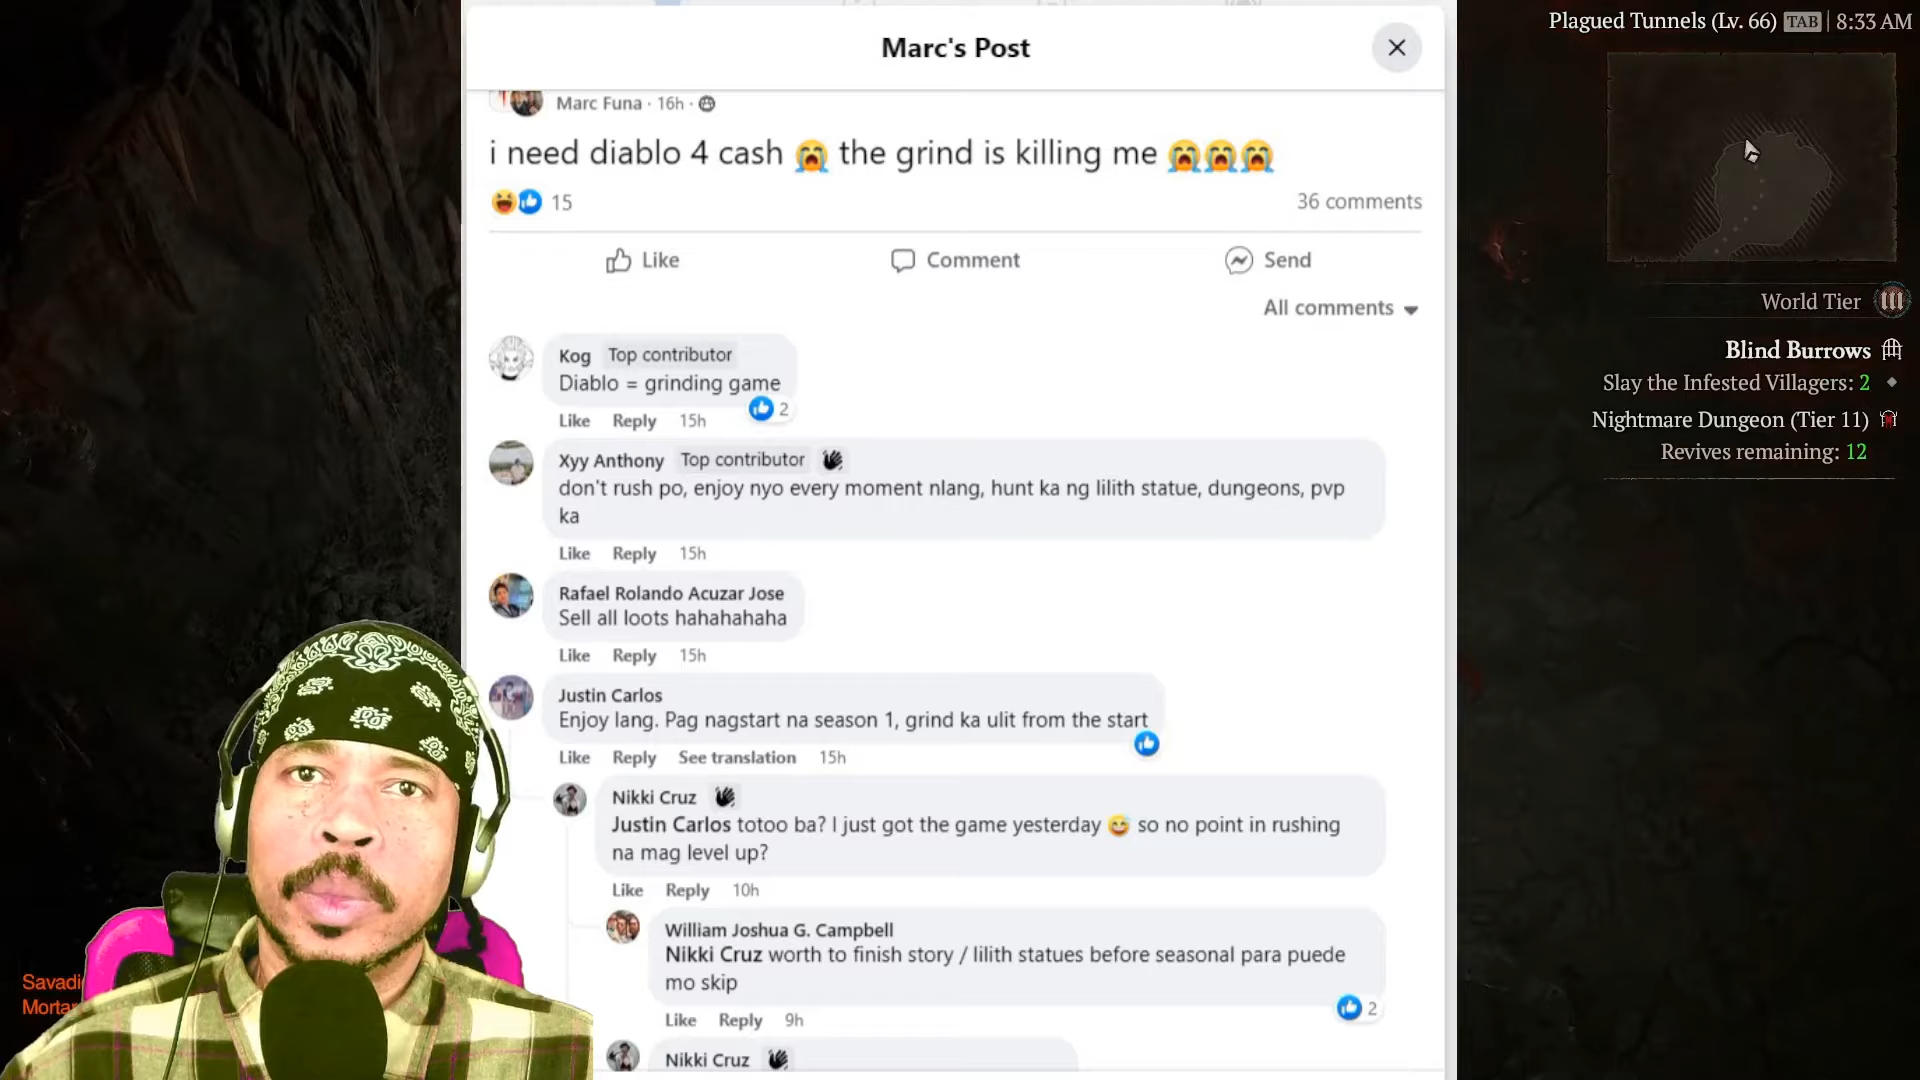 Marc's Post
Plagued Tunnels (Lv. 66) TAB | 8:33 AM
Marc Funa · 16h ·
i need diablo 4 cash 😭 the grind is killing me 😭😭😭
15
36 comments
Like
Comment
Send
All comments
Kog Top contributor
Diablo = grinding game
2
Like Reply 15h
Xyy Anthony Top contributor
don't rush po, enjoy nyo every moment nlang, hunt ka ng lilith statue, dungeons, pvp
ka
Like Reply 15h
Rafael Rolando Acuzar Jose
Sell all loots hahahahaha
Like Reply 15h
Justin Carlos
Enjoy lang. Pag nagstart na season 1, grind ka ulit from the start
Like Reply See translation 15h
Nikki Cruz
Justin Carlos totoo ba? I just got the game yesterday 😅 so no point in rushing
na mag level up?
Like Reply 10h
William Joshua G. Campbell
Nikki Cruz worth to finish story / lilith statues before seasonal para puede
mo skip
2
Like Reply 9h
Nikki Cruz
World Tier III
Blind Burrows
Slay the Infested Villagers: 2
Nightmare Dungeon (Tier 11)
Revives remaining: 12